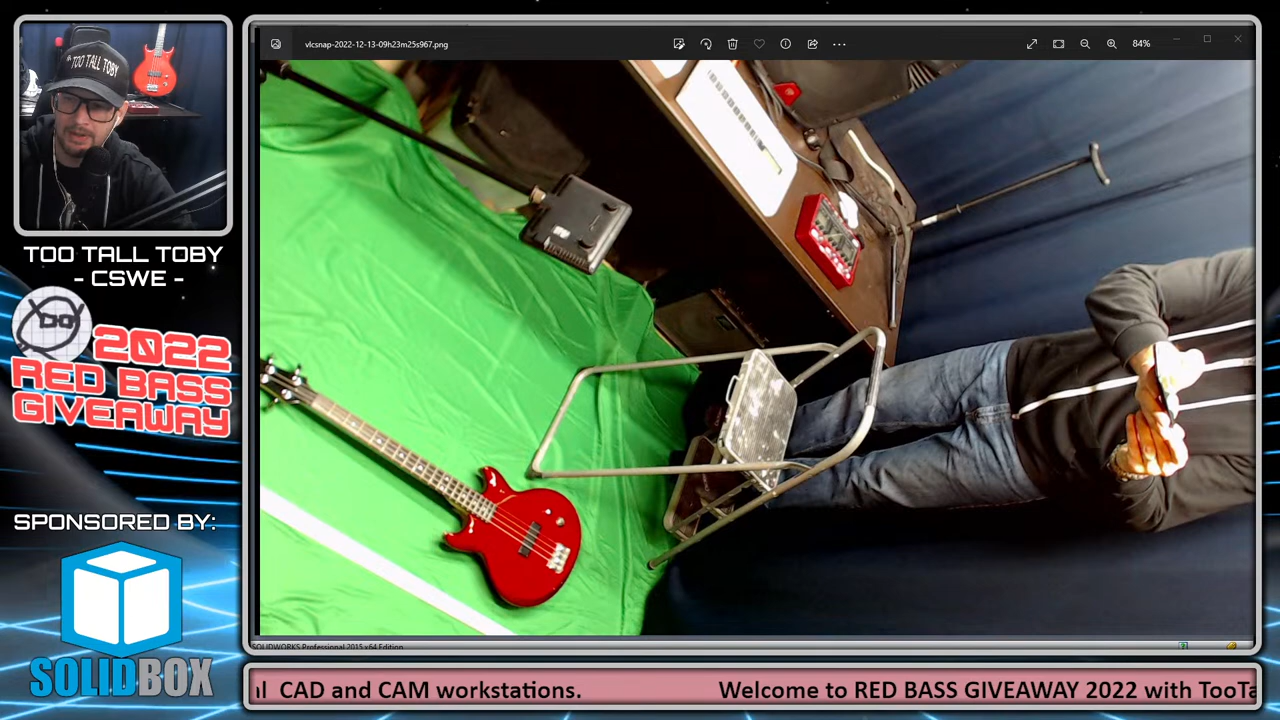 TOO TALL TOBY
vlcsnap-2022-12-13-09h23m25s967.png
84%
TOO TALL TOBY
- CSWE -
2022
RED BASS
GIVEAWAY
SPONSORED BY:
SOLIDBOX
SOLIDWORKS Professional 2015 x64 Edition
al CAD and CAM workstations. Welcome to RED BASS GIVEAWAY 2022 with TooTa